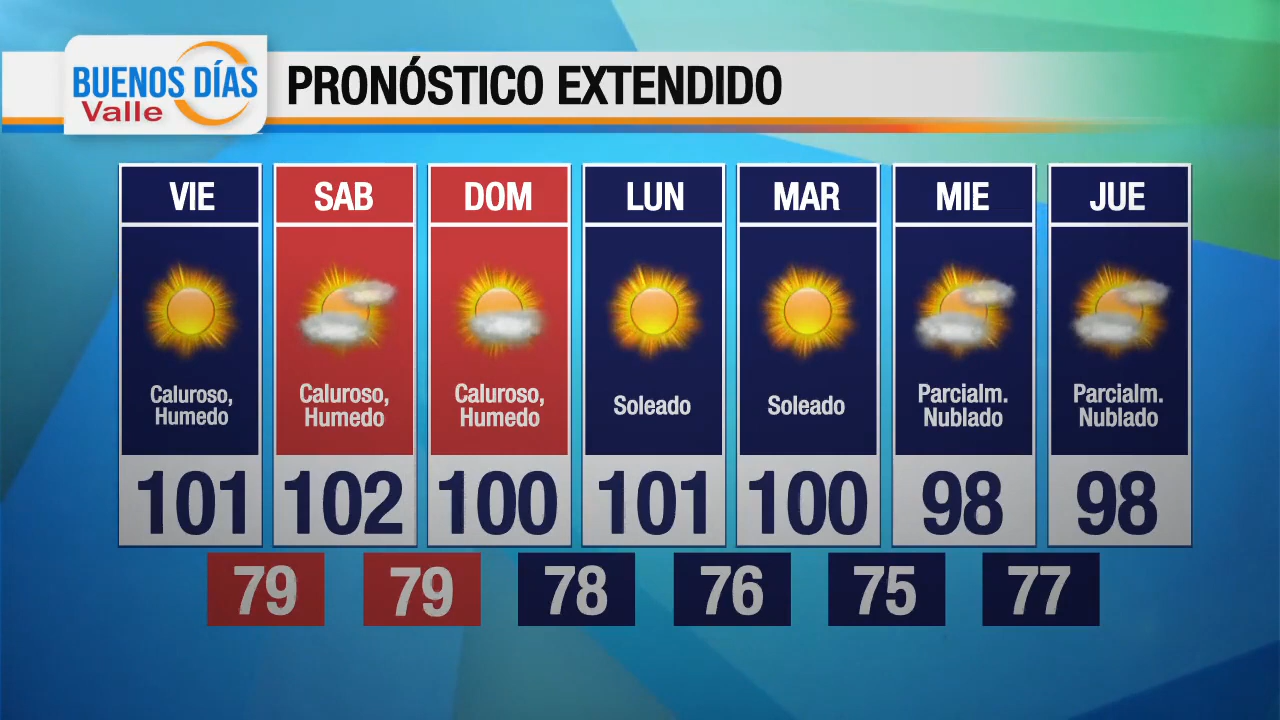 BUENOS DÍAS
Valle
PRONÓSTICO EXTENDIDO
VIE SAB DOM LUN MAR MIE JUE
Caluroso, Caluroso, Caluroso, Soleado Soleado Parcialm. Parcialm.
Humedo Humedo Humedo Nublado Nublado
101 102 100 101 100 98 98
79 79 78 76 75 77